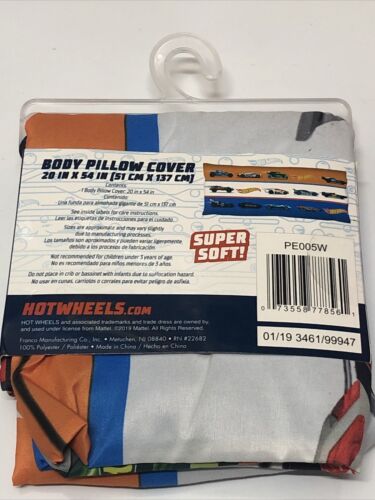 BODY PILLOW COVER
20 IN X 54 IN [51 CM X 137 CM]
Contents:
1 Body Pillow Cover: 20 in x 54 in
Contenido:
Una funda para almohada gigante de 51 cm x 137 cm
See inside labels for care instructions.
Leer las etiquetas de instrucciones para el cuidado.
Sizes are approximate and may vary slightly
due to manufacturing processes.
Los tamaños son aproximados y pueden variar ligeramente,
debido a los procesos de fabricación
Not recommended for children under 3 years of age.
No es recomendado para niños menores de 3 años.
Do not place in crib or bassinet with infants due to suffocation hazard.
No usar en cunas, carriolos o corrales para evitar peligro de asfixia.
SUPER
SOFT!
PE005W
0 73558 77856 1
01/19 3461/99947
HOTWHEELS.COM
HOT WHEELS and associated trademarks and trade dress are owned by,
and used under license from Mattel. ©2019 Mattel. All Rights Reserved.
Franco Manufacturing Co., Inc. • Metuchen, NJ 08840 • RN #22682
100% Polyester / Poliéster • Made in China / Hecho en China